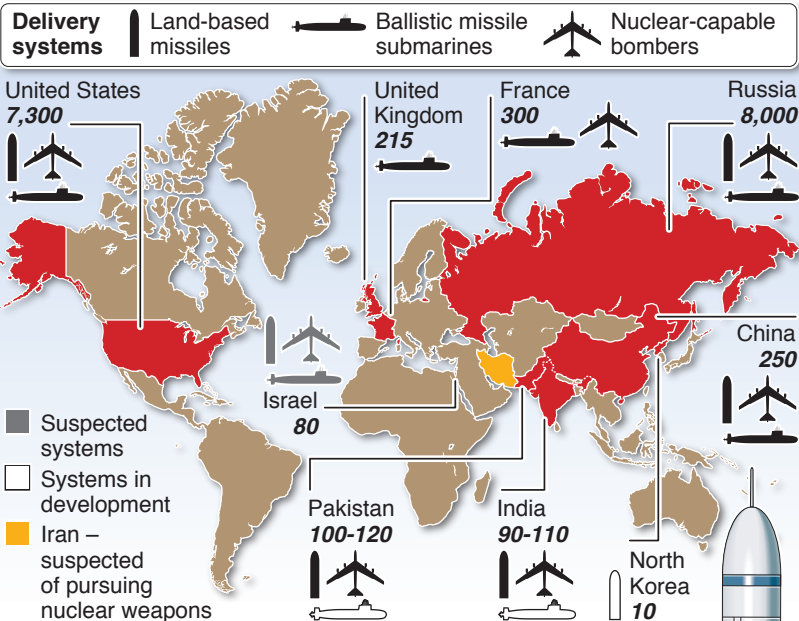 Delivery
systems
Land-based
missiles
Ballistic missile
submarines
Nuclear-capable
bombers
United States
7,300
United
Kingdom
215
France
300
Russia
8,000
China
250
Israel
80
Suspected
systems
Systems in
development
Iran –
suspected
of pursuing
nuclear weapons
Pakistan
100-120
India
90-110
North
Korea
10